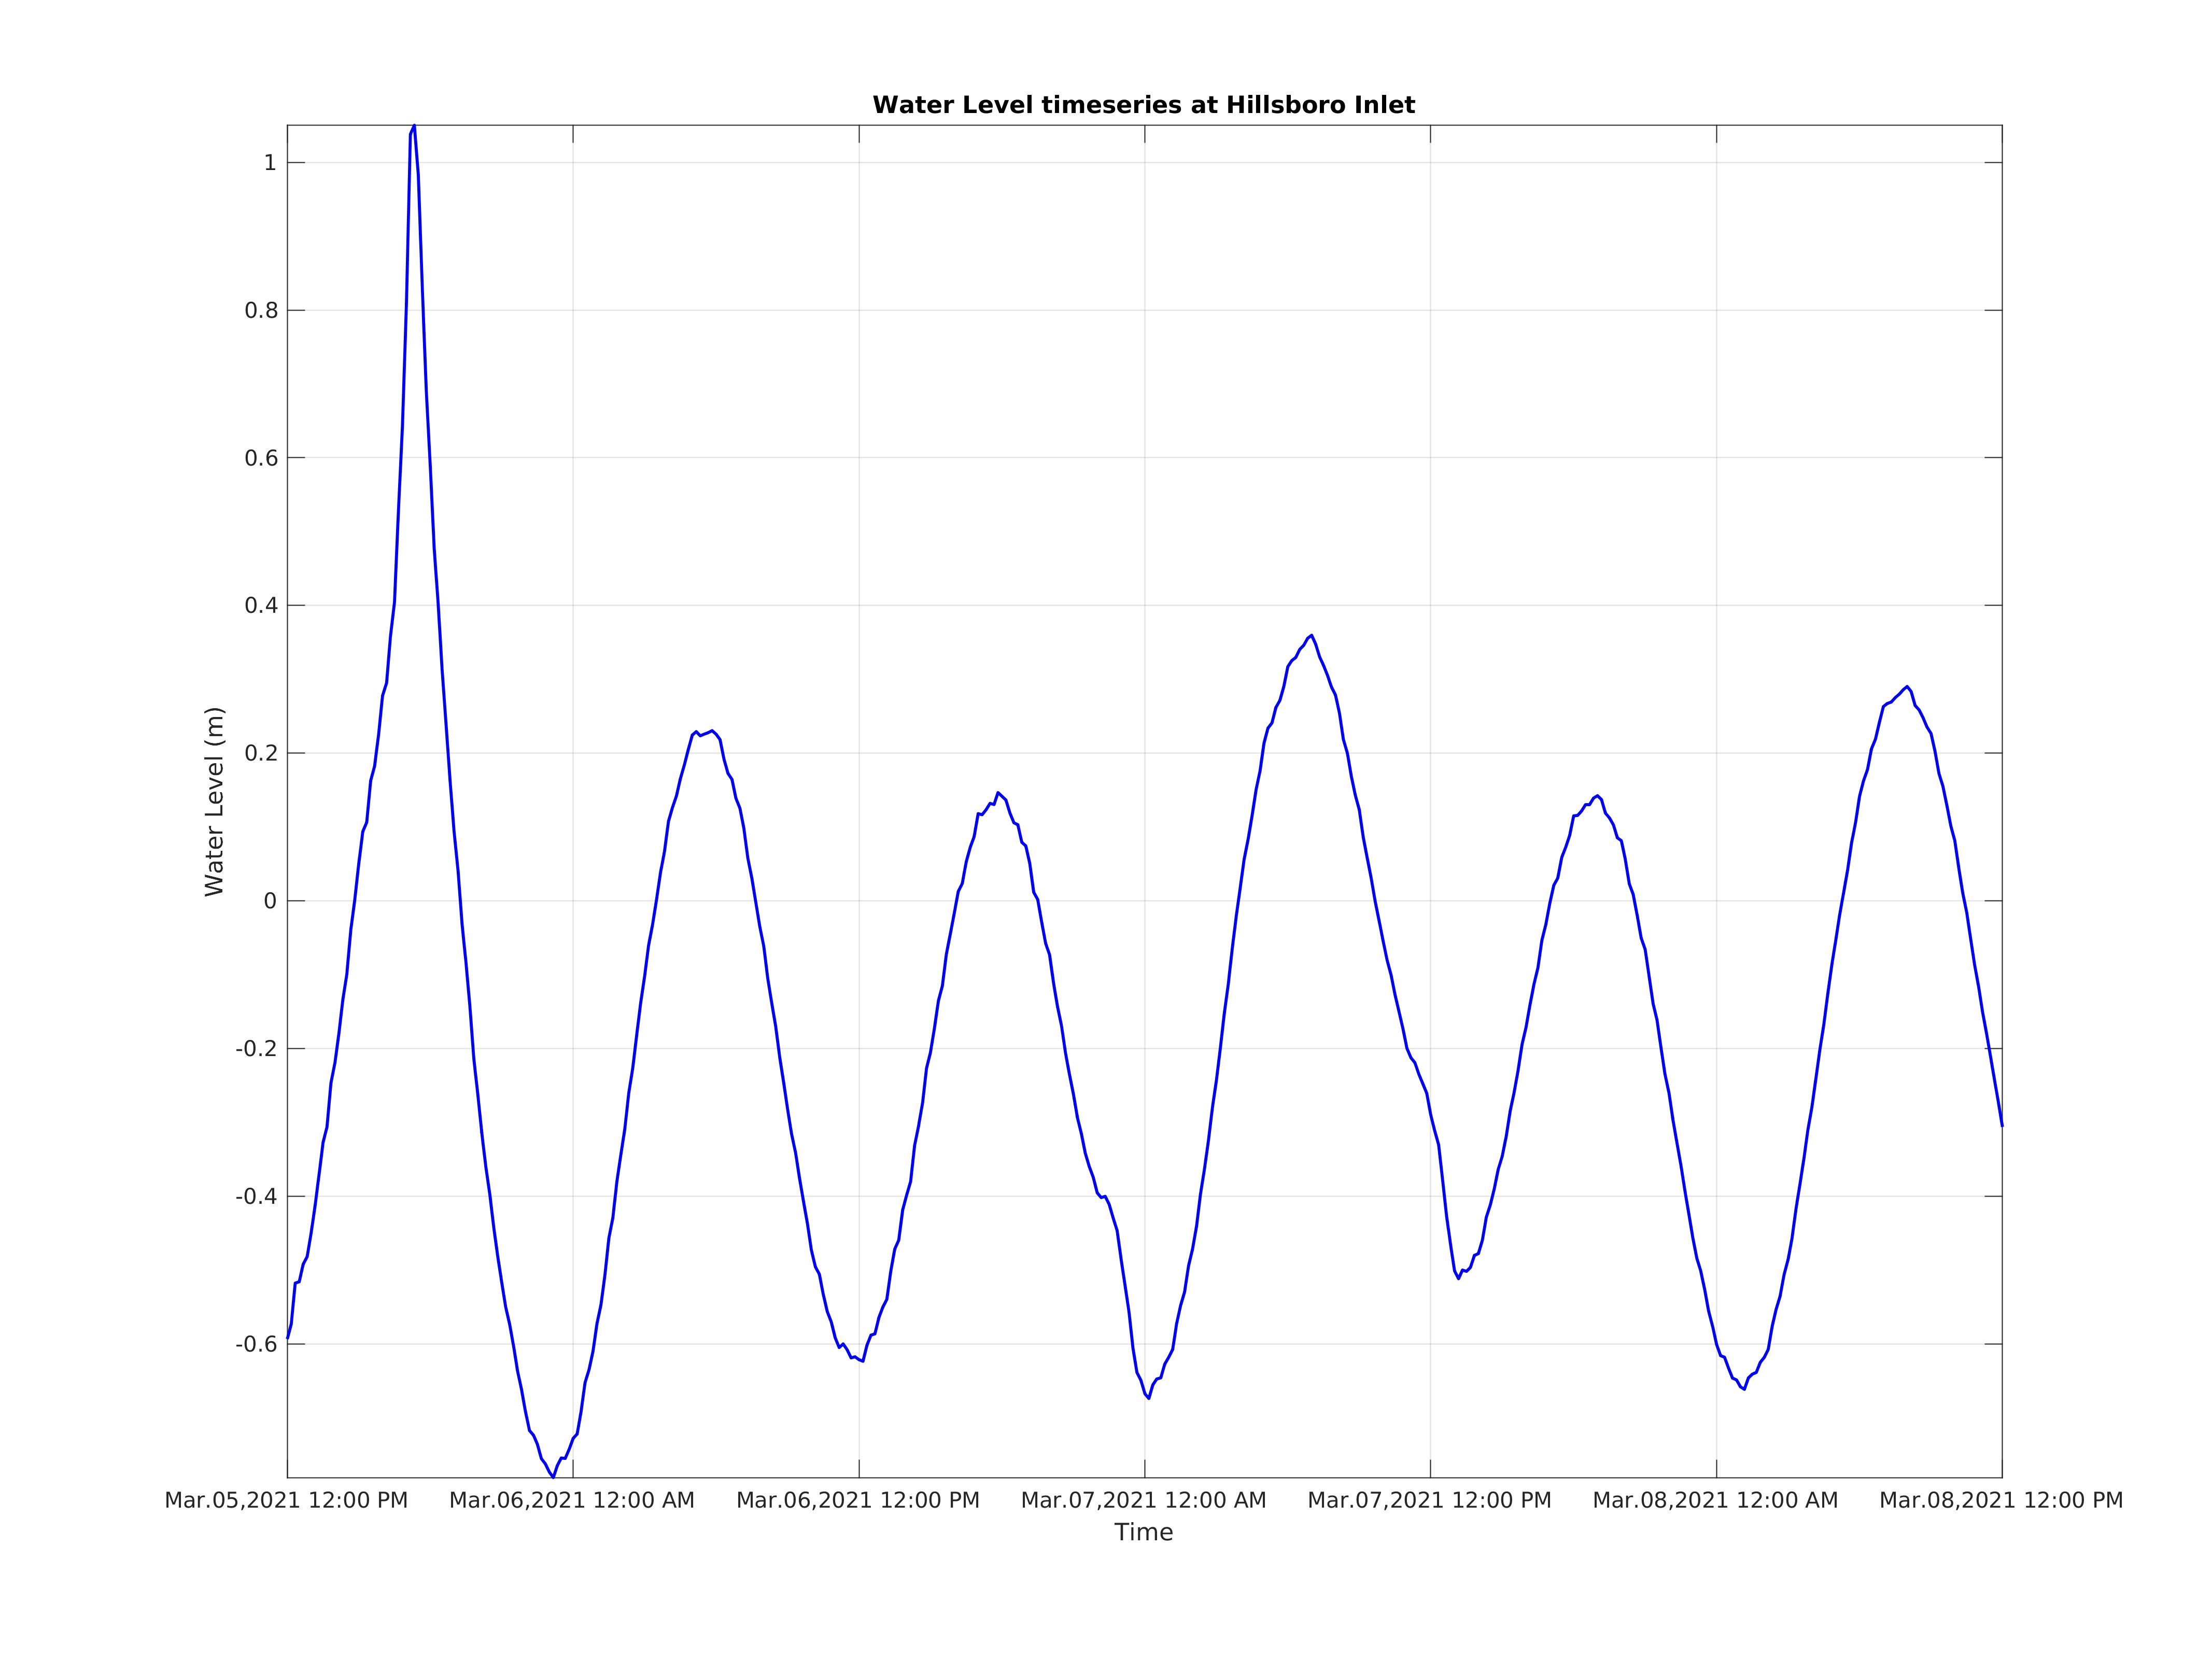 Water Level timeseries at Hillsboro Inlet
1
0.8
0.6
0.4
0.2
0
-0.2
-0.4
-0.6
Water Level (m)
Mar.05,2021 12:00 PM Mar.06,2021 12:00 AM Mar.06,2021 12:00 PM Mar.07,2021 12:00 AM Mar.07,2021 12:00 PM Mar.08,2021 12:00 AM Mar.08,2021 12:00 PM
Time